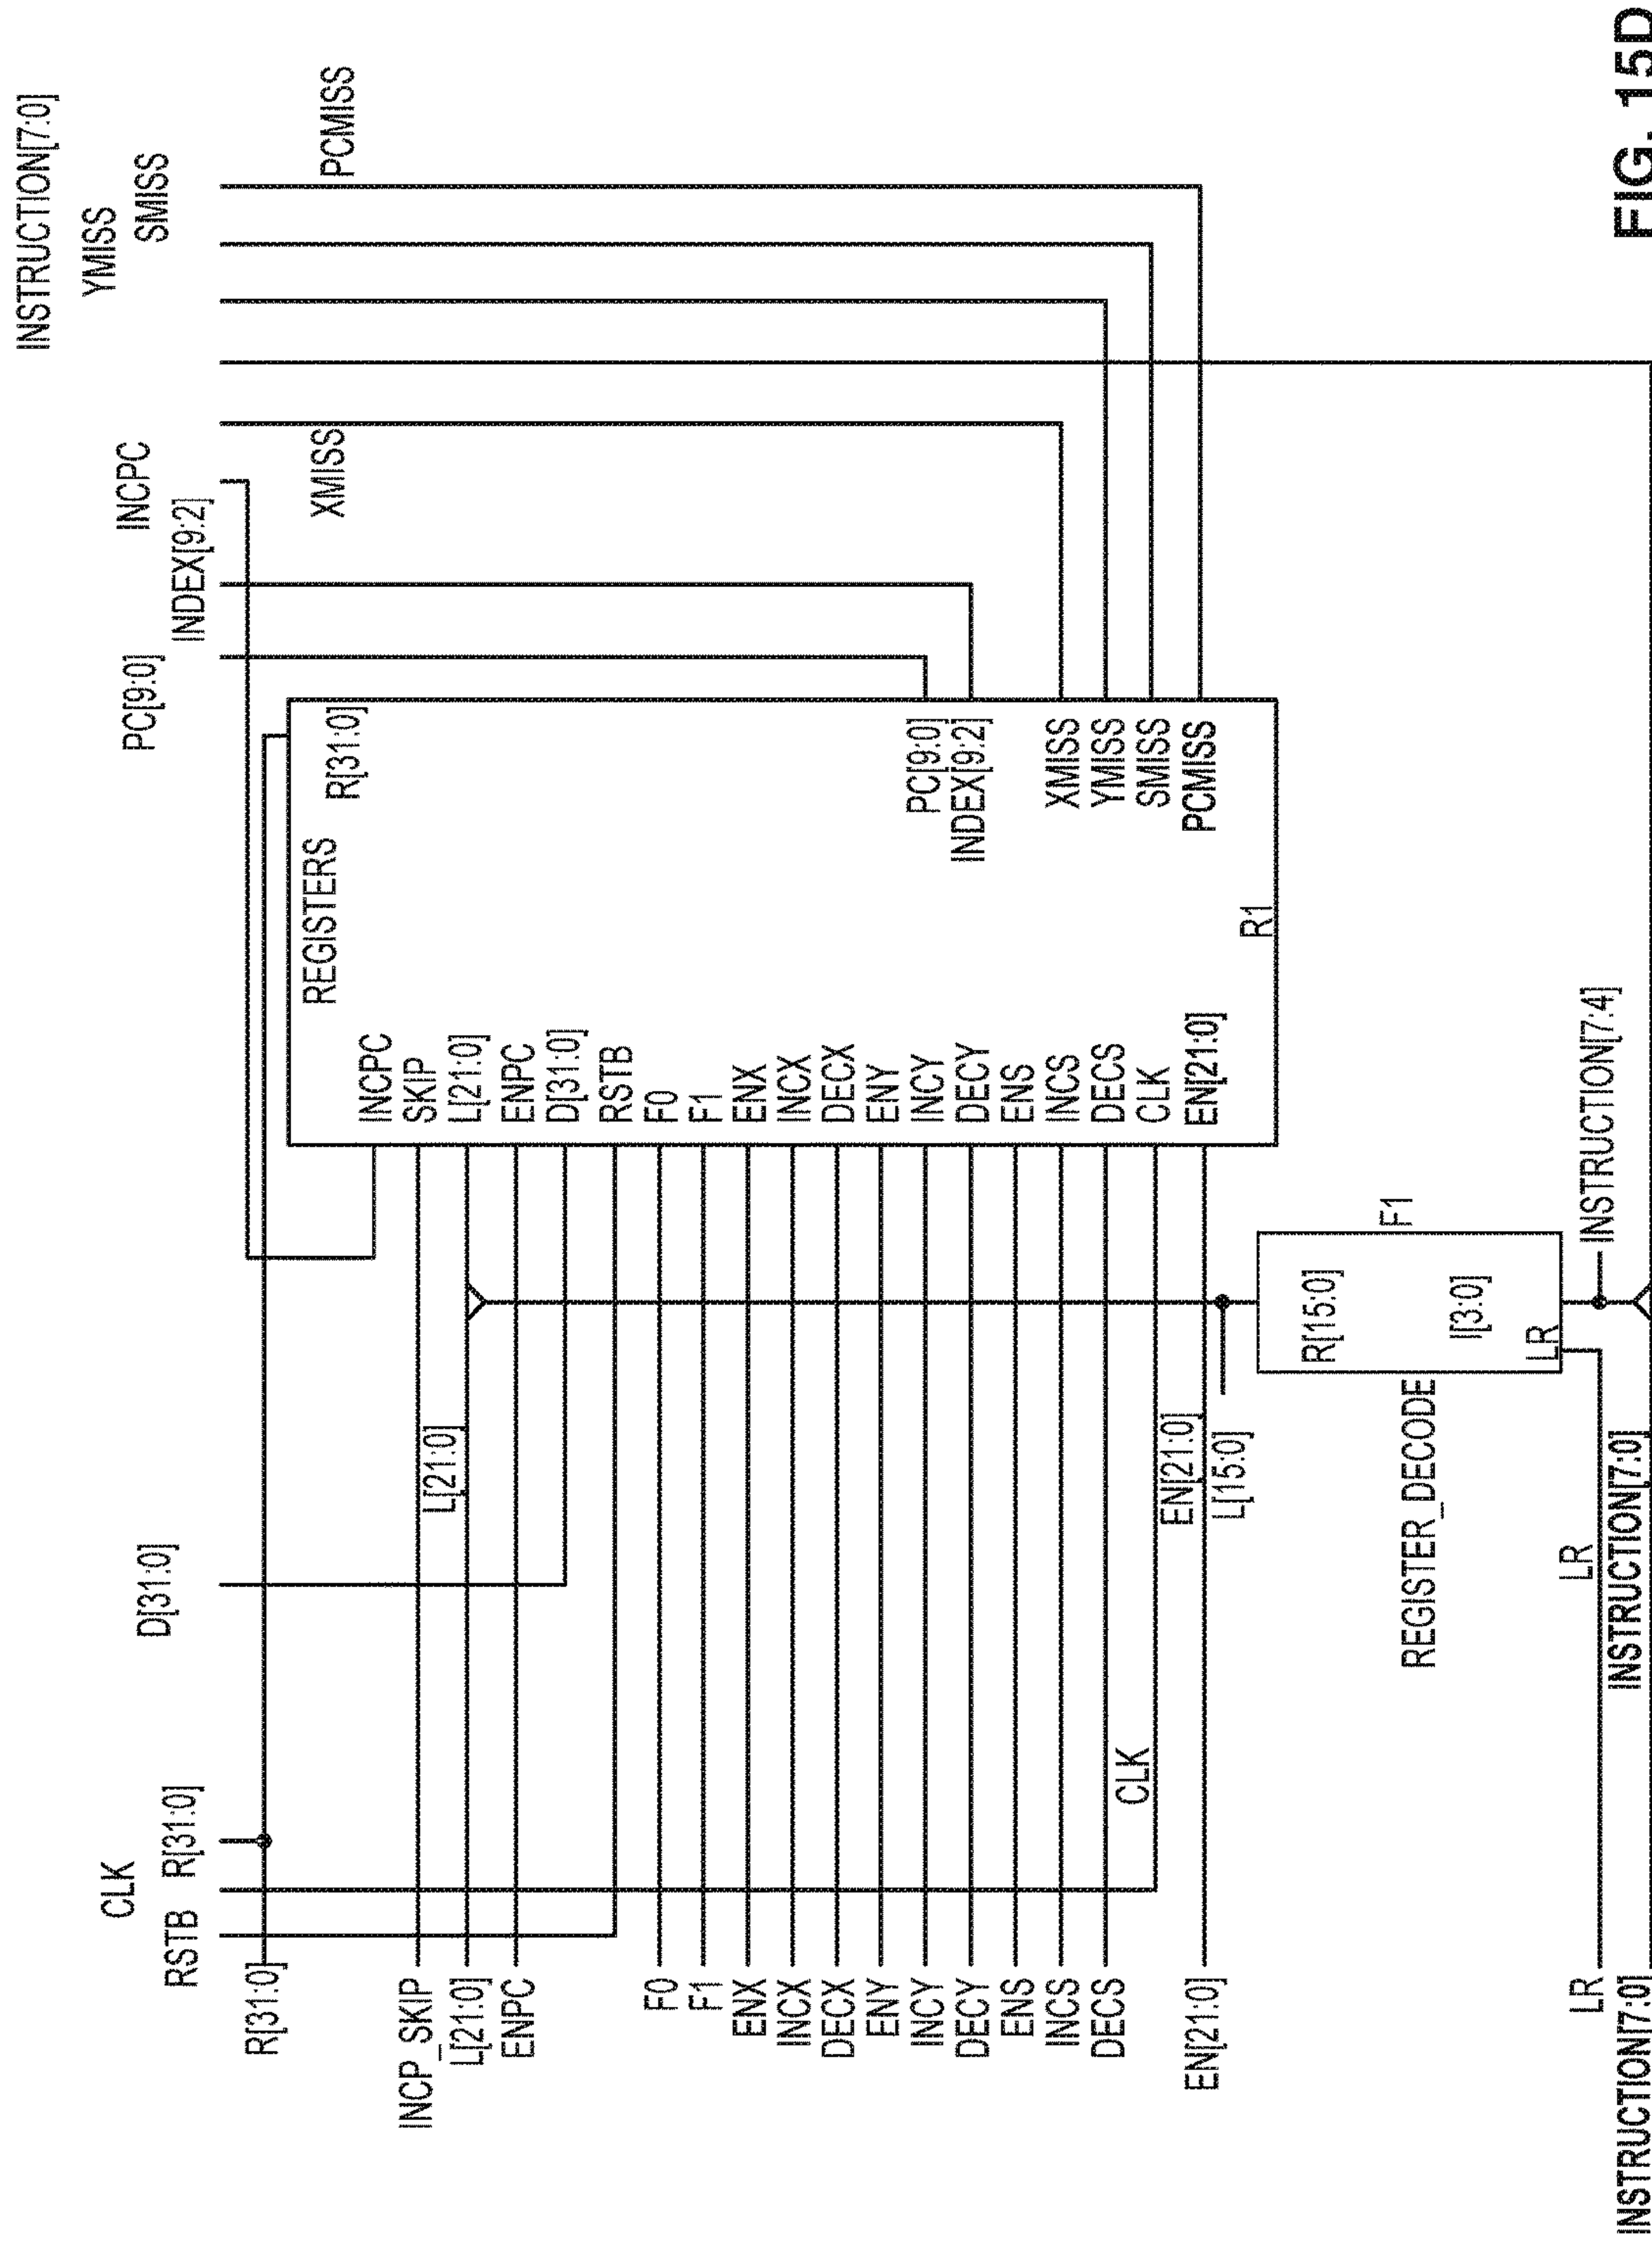 INSTRUCTION[7:0]
YMISS
SMISS
PCMISS
INCPC
INDEX[9:2]
XMISS
PC[9:0]
D[31:0]
CLK
RSTB
R[31:0]
R[31:0]
REGISTERS
R[31:0]
INCPC
SKIP
L[21:0]
ENPC
D[31:0]
RSTB
F0
F1
ENX
INCX
DECX
ENY
INCY
DECY
ENS
INCS
DECS
CLK
EN[21:0]
PC[9:0]
INDEX[9:2]
XMISS
YMISS
SMISS
PCMISS
R1
INCP_SKIP
L[21:0]
ENPC
F0
F1
ENX
INCX
DECX
ENY
INCY
DECY
ENS
INCS
DECS
EN[21:0]
L[21:0]
CLK
EN[21:0]
L[15:0]
R[15:0]
I[3:0]
LR
F1
REGISTER_DECODE
INSTRUCTION[7:4]
LR
INSTRUCTION[7:0]
LR
INSTRUCTION[7:0]
FIG. 15D